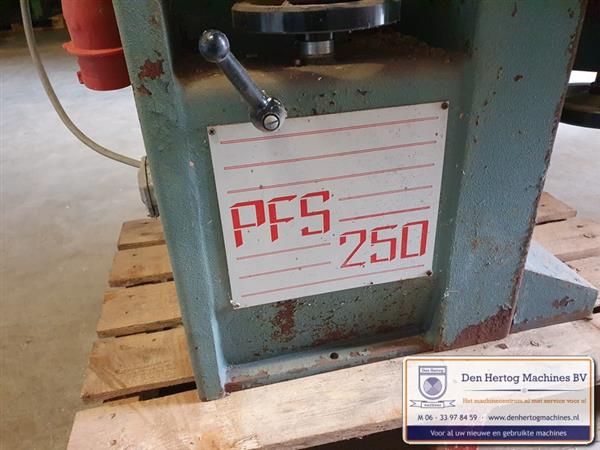 PFS
250
Den Hertog
Den Hertog Machines BV
Het machinecentrum.nl met service voor u!
M 06 - 33 97 84 59 - www.denhertogmachines.nl
Voor al uw nieuwe en gebruikte machines